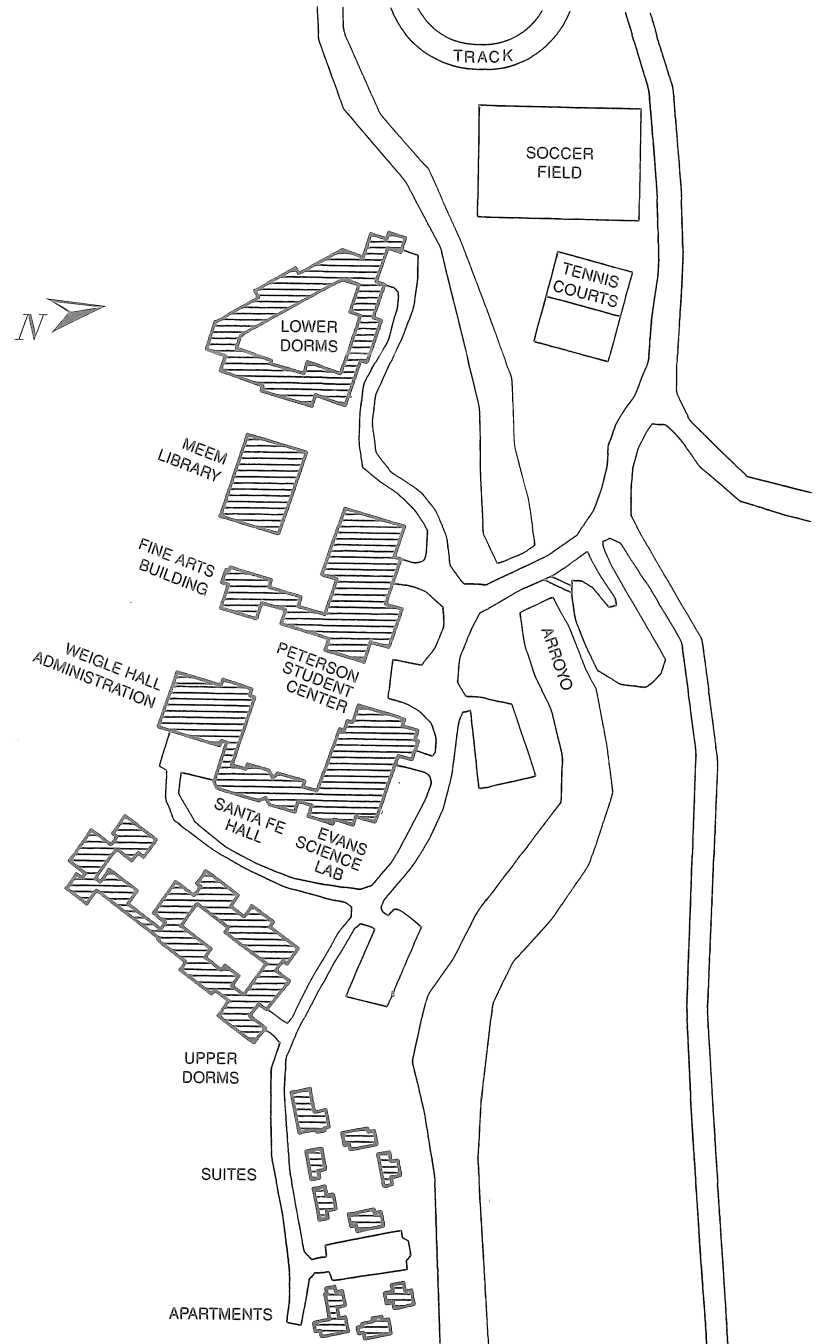 TRACK
SOCCER
FIELD
TENNIS
COURTS
N
LOWER
DORMS
MEEM
LIBRARY
FINE ARTS
BUILDING
ARROYO
PETERSON
STUDENT
CENTER
WEIGLE HALL
ADMINISTRATION
SANTA FE
HALL
EVANS
SCIENCE
LAB
UPPER
DORMS
SUITES
APARTMENTS